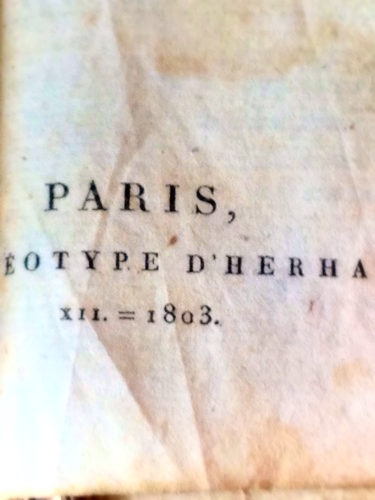 PARIS,
ÉOTYPE D'HERHA
XII. = 1803.